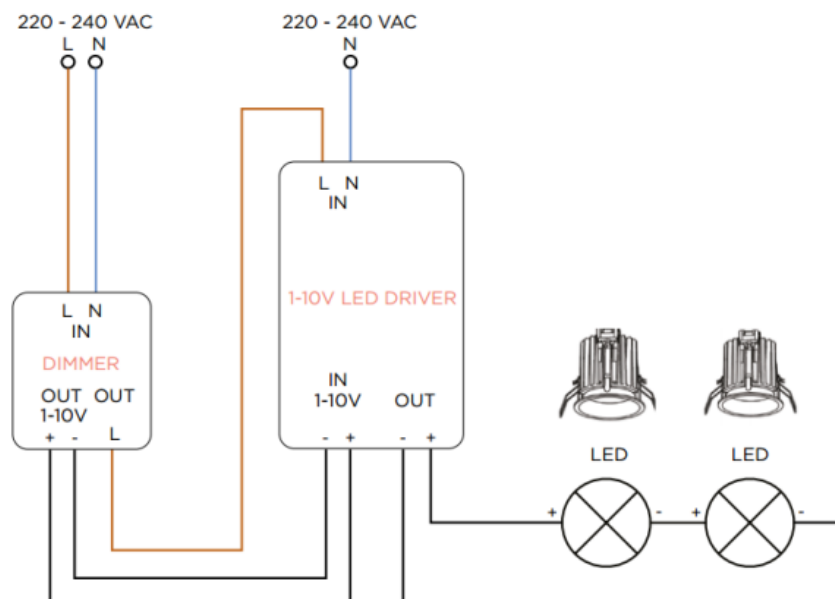 220 - 240 VAC
L N
220 - 240 VAC
N
L N
IN
1-10V LED DRIVER
IN
1-10V
OUT
- +
- +
L N
IN
DIMMER
OUT OUT
1-10V
+ - L
LED
LED
+ -
+ -